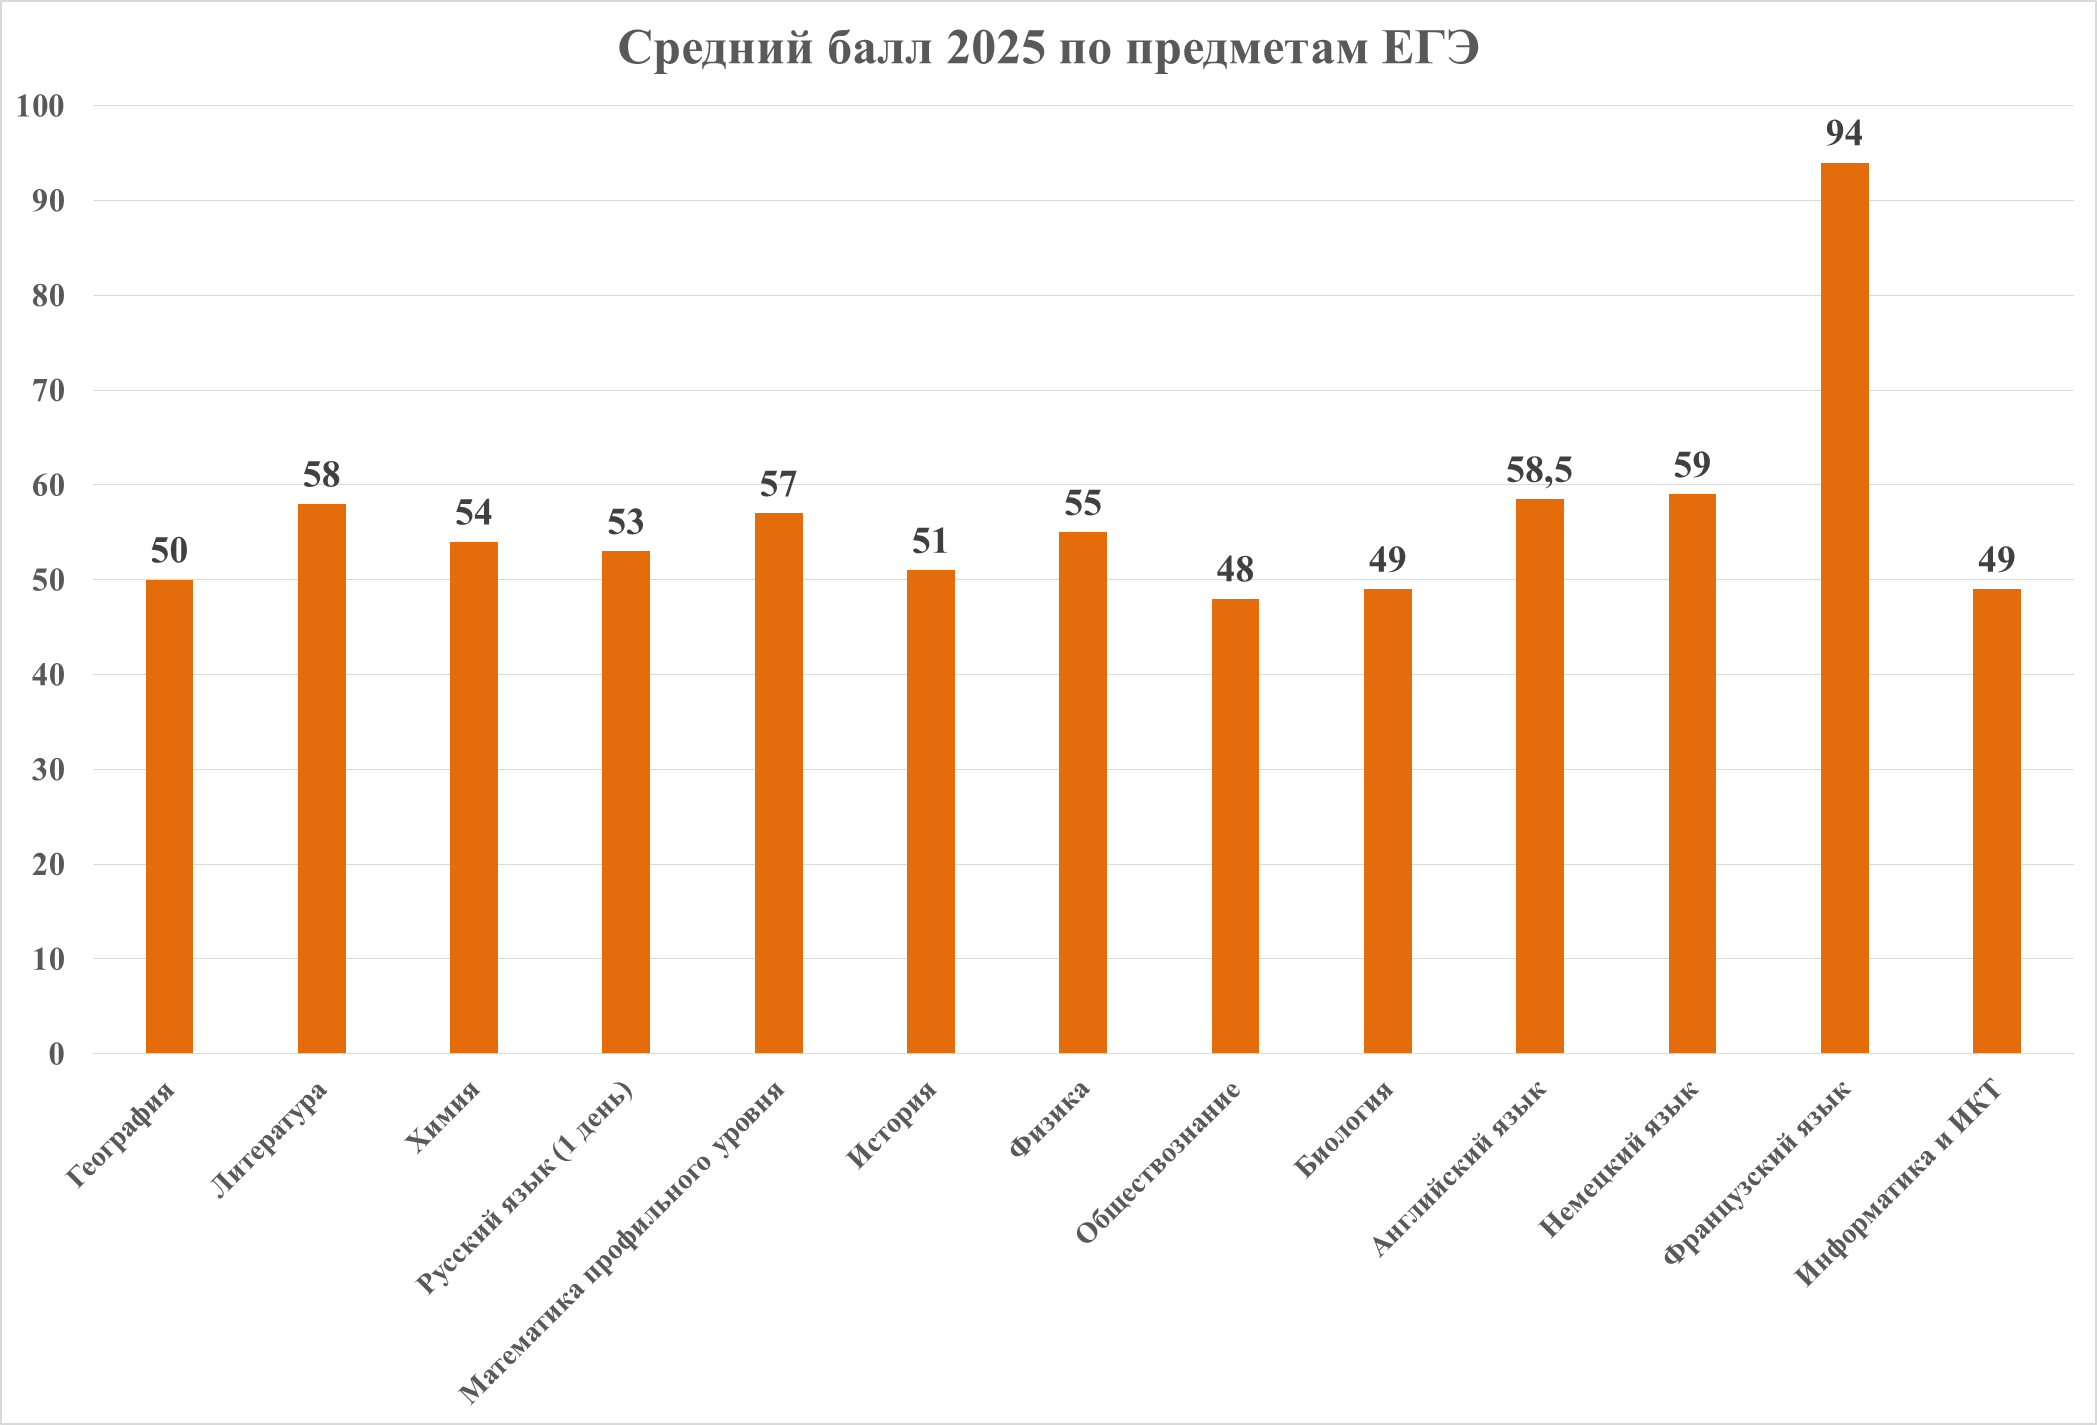 Средний балл 2025 по предметам ЕГЭ
100
90
80
70
60
50
40
30
20
10
0
50
58
54
53
57
51
55
48
49
58,5
59
94
49
География
Литература
Химия
Русский язык (1 день)
Математика профильного уровня
История
Физика
Обществознание
Биология
Английский язык
Немецкий язык
Французский язык
Информатика и ИКТ